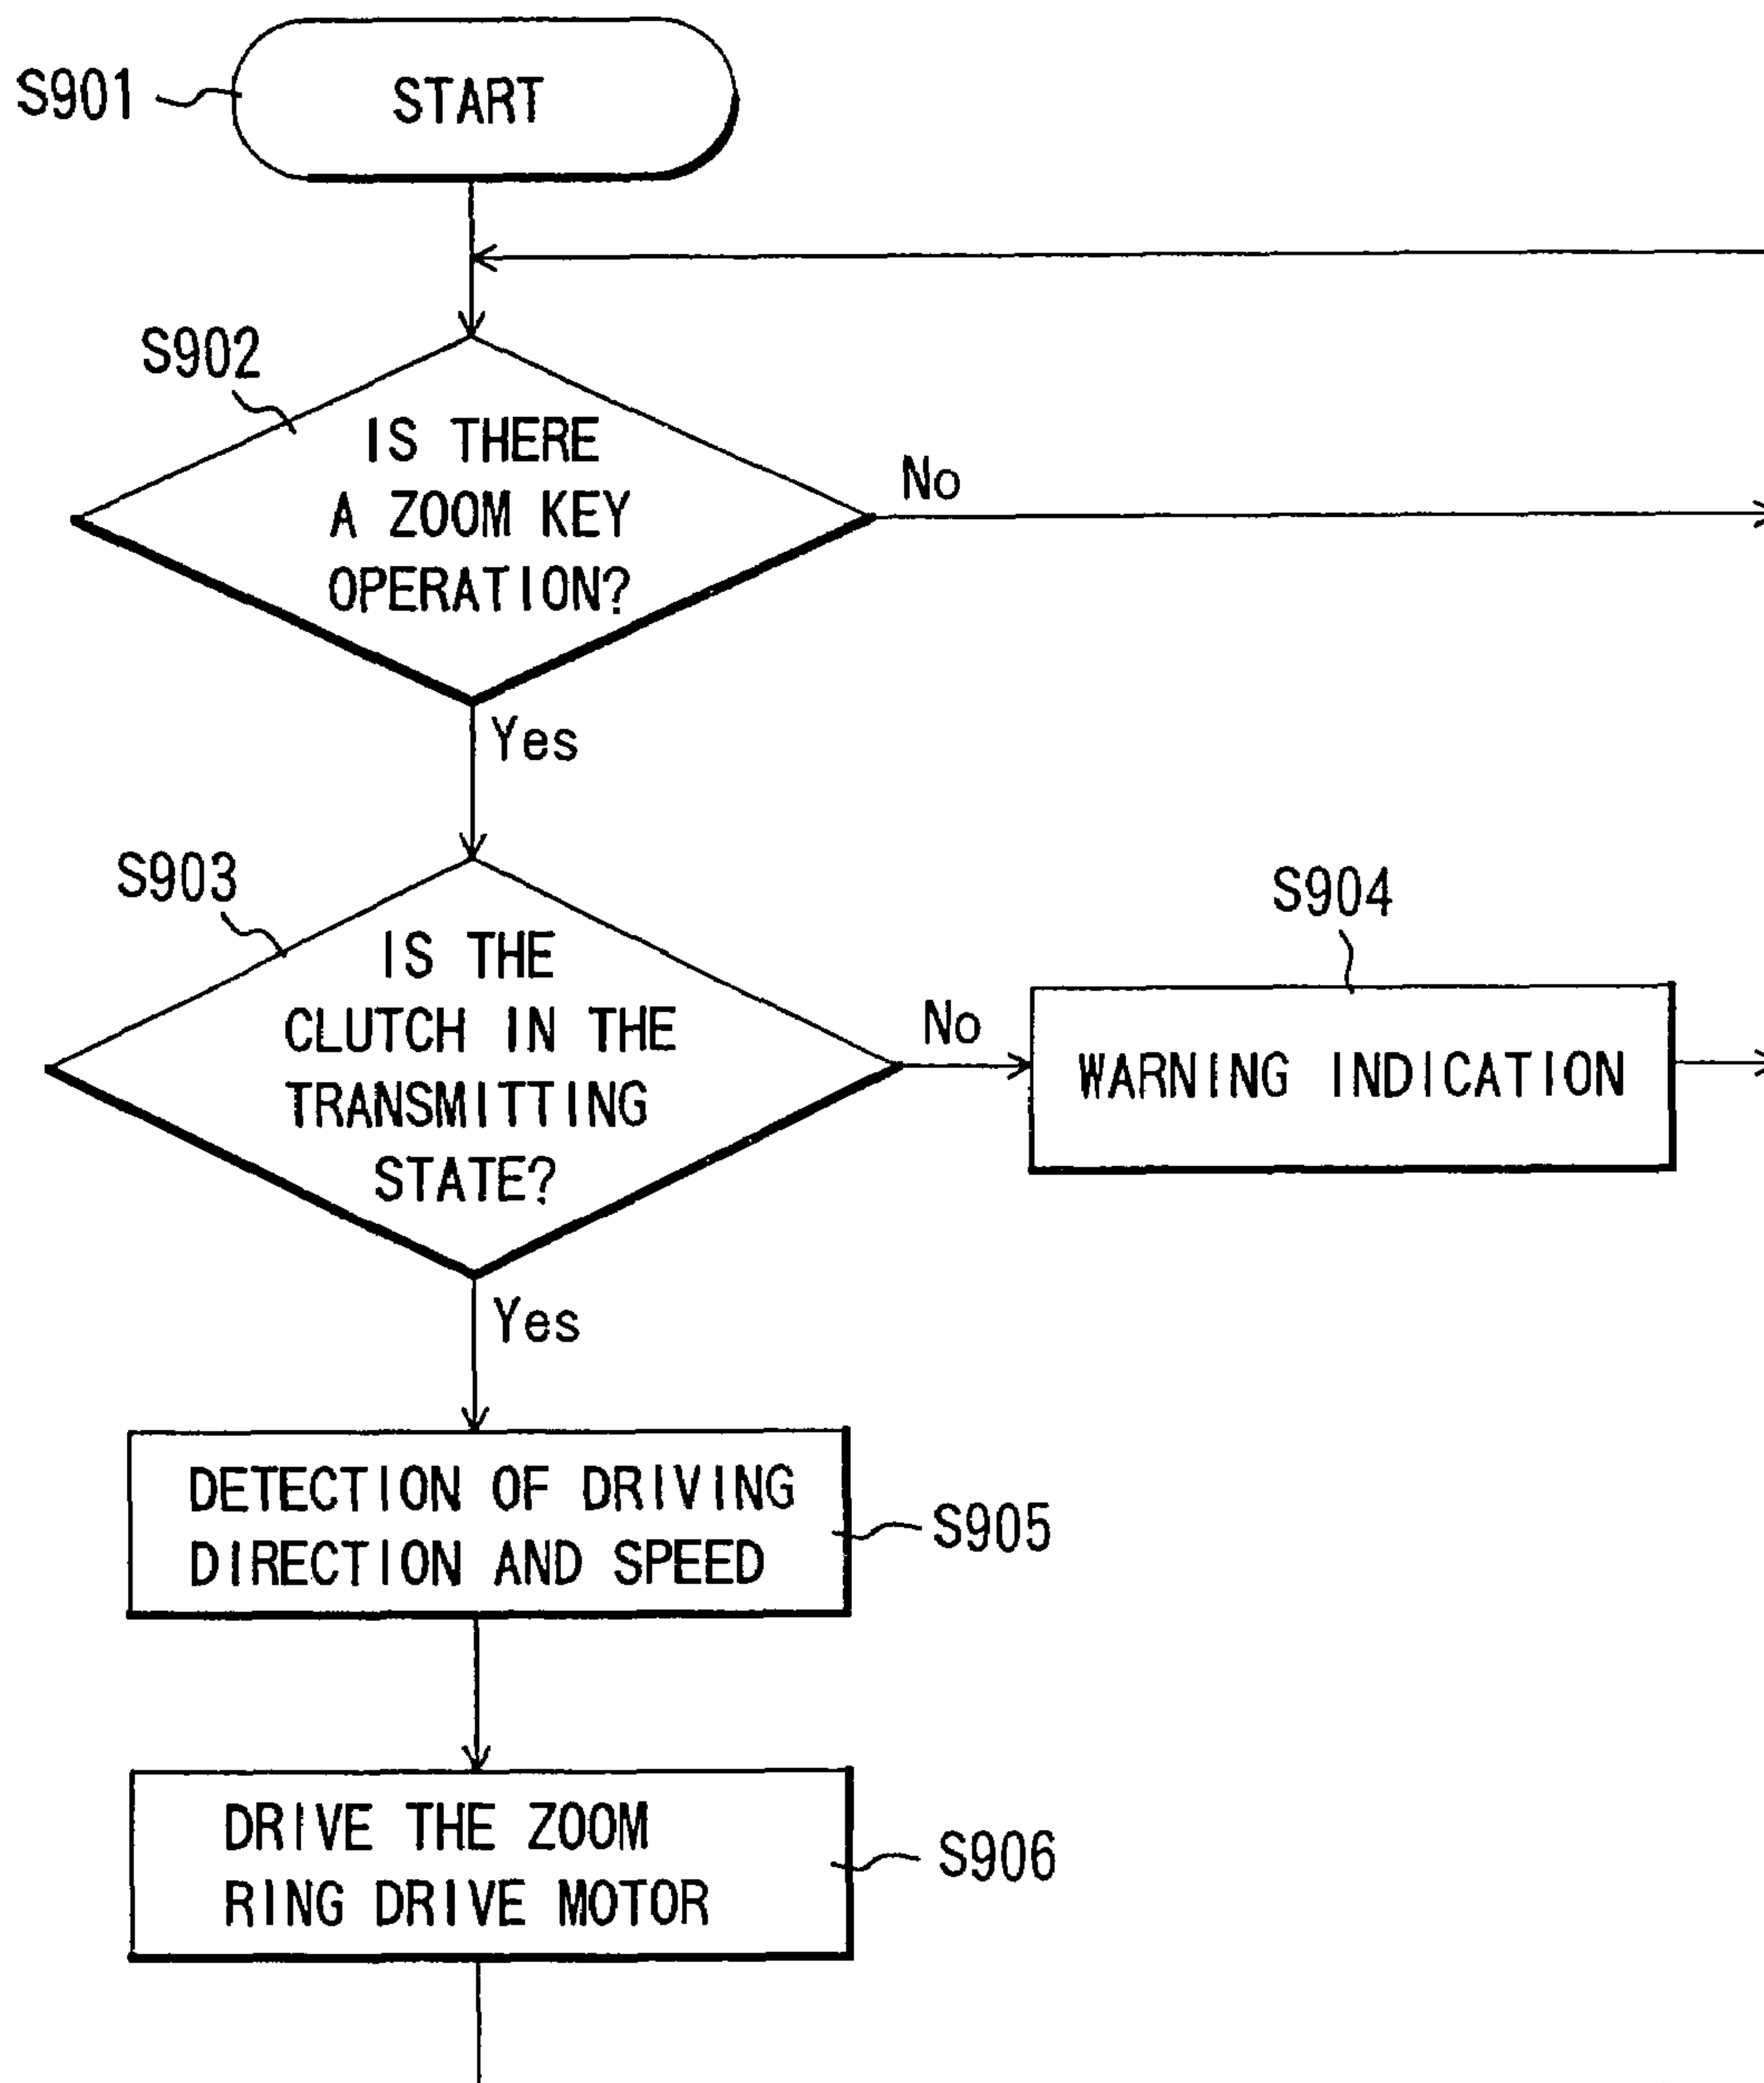 S901
START
S902
IS THERE
A ZOOM KEY
OPERATION?
No
Yes
S903
IS THE
CLUTCH IN THE
TRANSMITTING
STATE?
No
S904
WARNING INDICATION
Yes
DETECTION OF DRIVING
DIRECTION AND SPEED
S905
DRIVE THE ZOOM
RING DRIVE MOTOR
S906